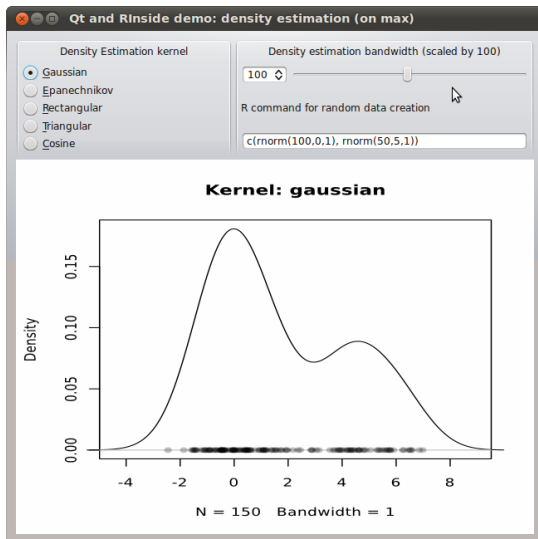 Qt and RInside demo: density estimation (on max)
Density Estimation kernel
Gaussian
Epanechnikov
Rectangular
Triangular
Cosine
Density estimation bandwidth (scaled by 100)
100
R command for random data creation
c(rnorm(100,0,1), rnorm(50,5,1))
Kernel: gaussian
Density
0.15
0.10
0.05
0.00
-4 -2 0 2 4 6 8
N = 150 Bandwidth = 1